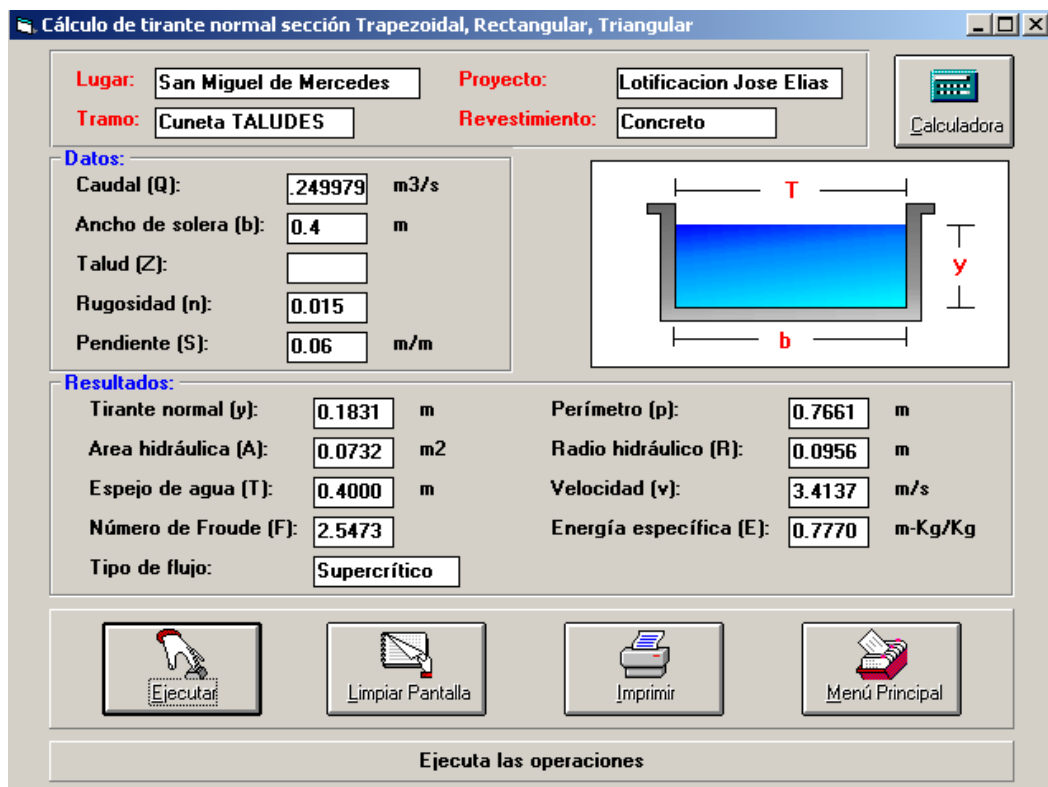 Cálculo de tirante normal sección Trapezoidal, Rectangular, Triangular
Lugar: San Miguel de Mercedes Proyecto: Lotificacion Jose Elias
Tramo: Cuneta TALUDES Revestimiento: Concreto
Calculadora
Datos:
Caudal (Q): .249979 m3/s
Ancho de solera (b): 0.4 m
Talud (Z):
Rugosidad (n): 0.015
Pendiente (S): 0.06 m/m
T
y
b
Resultados:
Tirante normal (y): 0.1831 m Perímetro (p): 0.7661 m
Area hidráulica (A): 0.0732 m2 Radio hidráulico (R): 0.0956 m
Espejo de agua (T): 0.4000 m Velocidad (v): 3.4137 m/s
Número de Froude (F): 2.5473 Energía específica (E): 0.7770 m-Kg/Kg
Tipo de flujo: Supercrítico
Ejecutar Limpiar Pantalla Imprimir Menú Principal
Ejecuta las operaciones